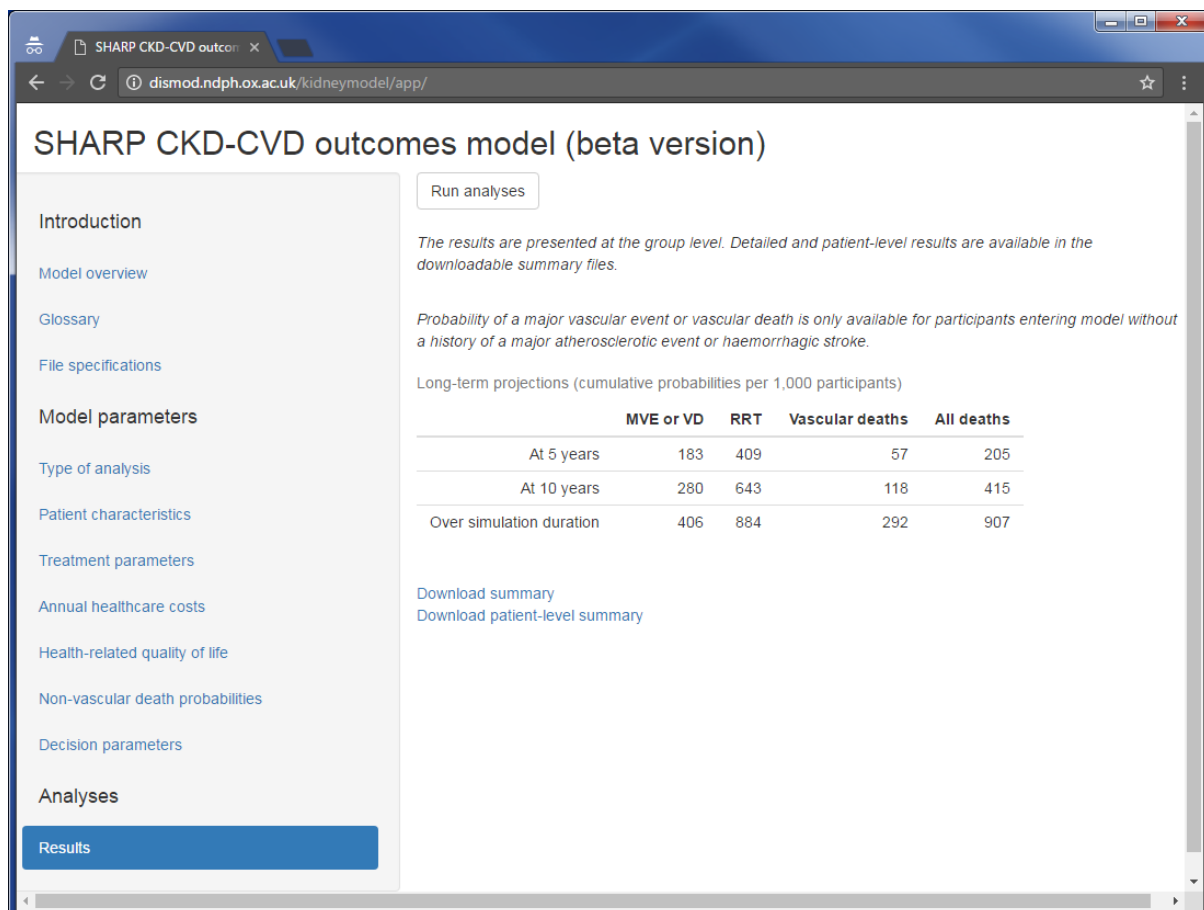 SHARP CKD-CVD outcon
dismod.ndph.ox.ac.uk/kidneymodel/app/
SHARP CKD-CVD outcomes model (beta version)
Introduction
Model overview
Glossary
File specifications
Model parameters
Type of analysis
Patient characteristics
Treatment parameters
Annual healthcare costs
Health-related quality of life
Non-vascular death probabilities
Decision parameters
Analyses
Results
Run analyses
The results are presented at the group level. Detailed and patient-level results are available in the
downloadable summary files.
Probability of a major vascular event or vascular death is only available for participants entering model without
a history of a major atherosclerotic event or haemorrhagic stroke.
Long-term projections (cumulative probabilities per 1,000 participants)
MVE or VD RRT Vascular deaths All deaths
At 5 years 183 409 57 205
At 10 years 280 643 118 415
Over simulation duration 406 884 292 907
Download summary
Download patient-level summary